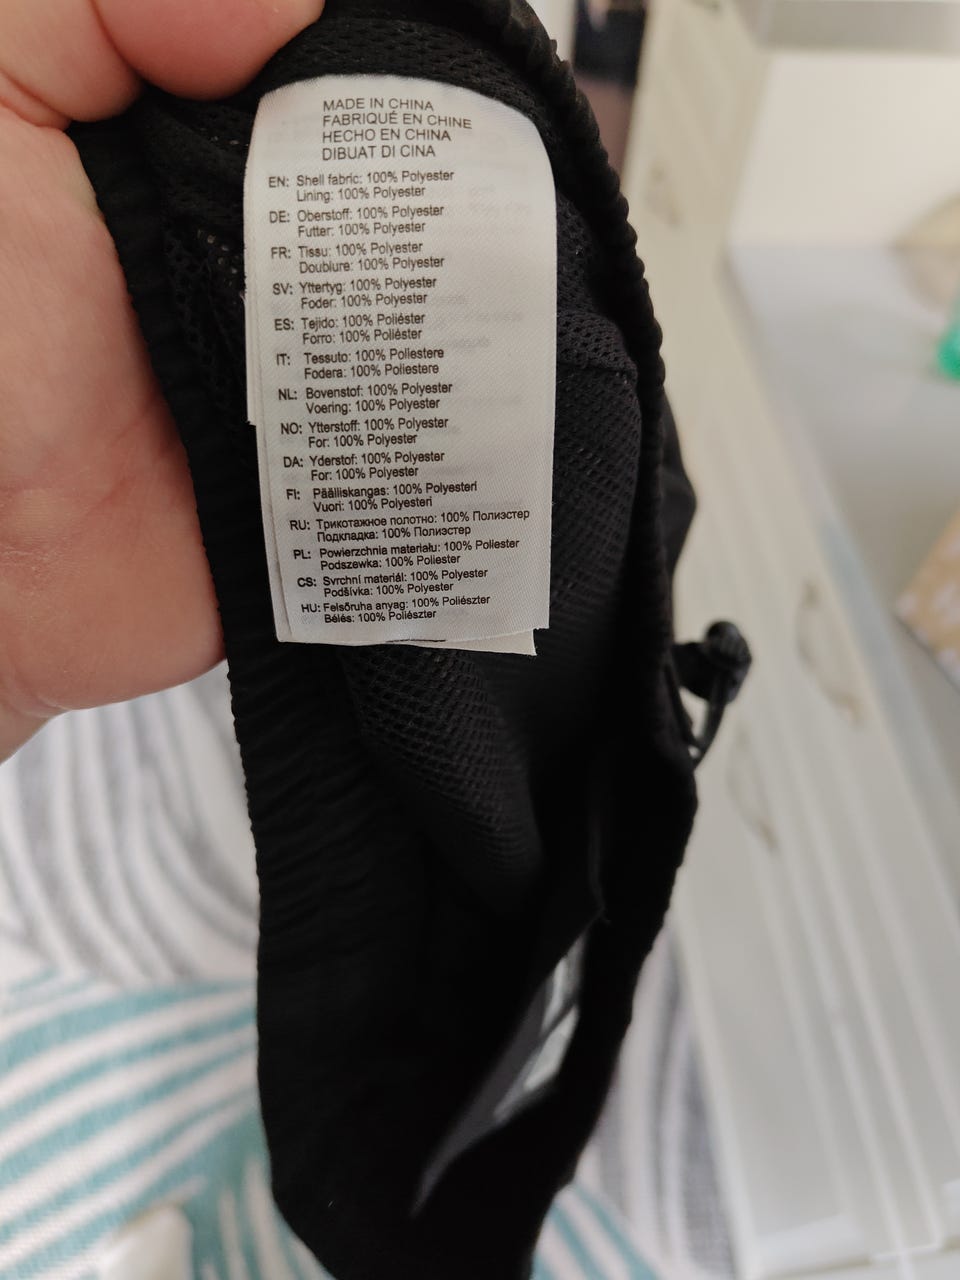 MADE IN CHINA
FABRIQUÉ EN CHINE
HECHO EN CHINA
DIBUAT DI CINA
EN: Shell fabric: 100% Polyester
Lining: 100% Polyester
DE: Oberstoff: 100% Polyester
Futter: 100% Polyester
FR: Tissu: 100% Polyester
Doublure: 100% Polyester
SV: Yttertyg: 100% Polyester
Foder: 100% Polyester
ES: Tejido: 100% Poliéster
Forro: 100% Poliéster
IT: Tessuto: 100% Poliestere
Fodera: 100% Poliestere
NL: Bovenstof: 100% Polyester
Voering: 100% Polyester
NO: Ytterstoff: 100% Polyester
For: 100% Polyester
DA: Yderstof: 100% Polyester
For: 100% Polyester
FI: Päälliskangas: 100% Polyesteri
Vuori: 100% Polyesteri
RU: Трикотажное полотно: 100% Полиэстер
Подкладка: 100% Полиэстер
PL: Powierzchnia materiału: 100% Poliester
Podszewka: 100% Poliester
CS: Svrchní materiál: 100% Polyester
Podšívka: 100% Polyester
HU: Felsőruha anyag: 100% Poliészter
Bélés: 100% Poliészter